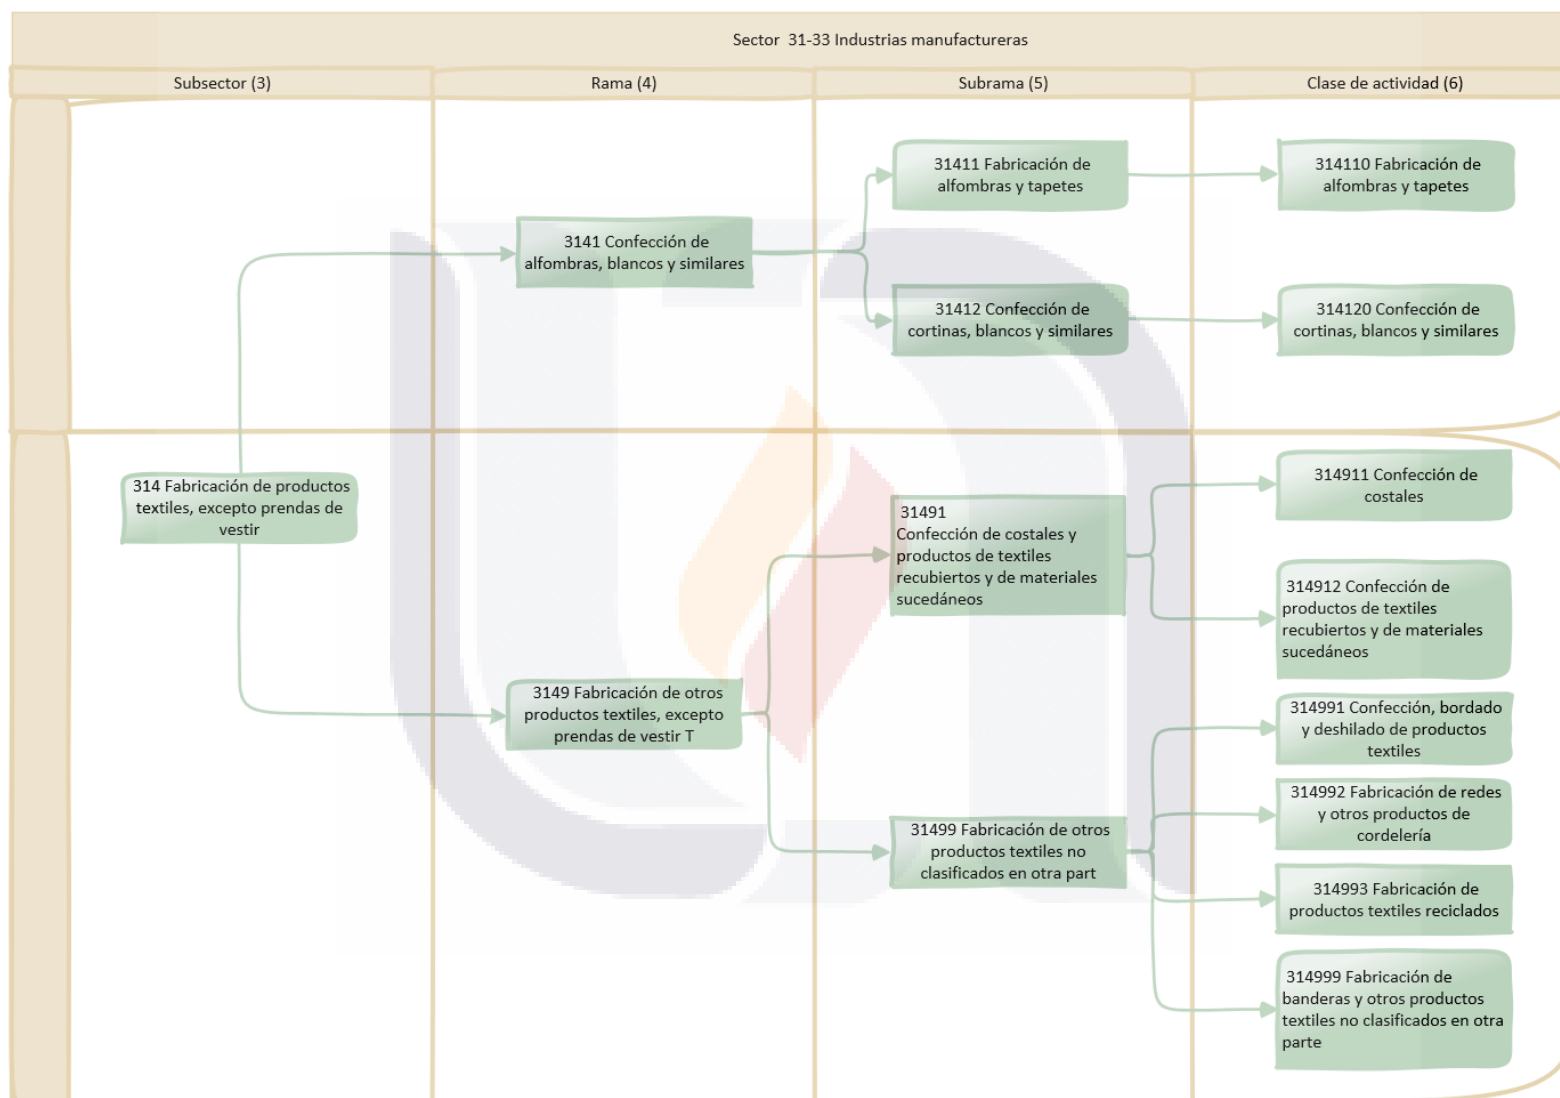 Sector  31-33 Industrias manufactureras
Subsector (3)
Rama (4)
Subrama (5)
Clase de actividad (6)
314 Fabricación de productos
textiles, excepto prendas de
vestir
3141 Confección de
alfombras, blancos y similares
31411 Fabricación de
alfombras y tapetes
314110 Fabricación de
alfombras y tapetes
31412 Confección de
cortinas, blancos y similares
314120 Confección de
cortinas, blancos y similares
3149 Fabricación de otros
productos textiles, excepto
prendas de vestir T
31491
Confección de costales y
productos de textiles
recubiertos y de materiales
sucedáneos
314911 Confección de
costales
314912 Confección de
productos de textiles
recubiertos y de materiales
sucedáneos
31499 Fabricación de otros
productos textiles no
clasificados en otra part
314991 Confección, bordado
y deshilado de productos
textiles
314992 Fabricación de redes
y otros productos de
cordelería
314993 Fabricación de
productos textiles reciclados
314999 Fabricación de
banderas y otros productos
textiles no clasificados en otra
parte